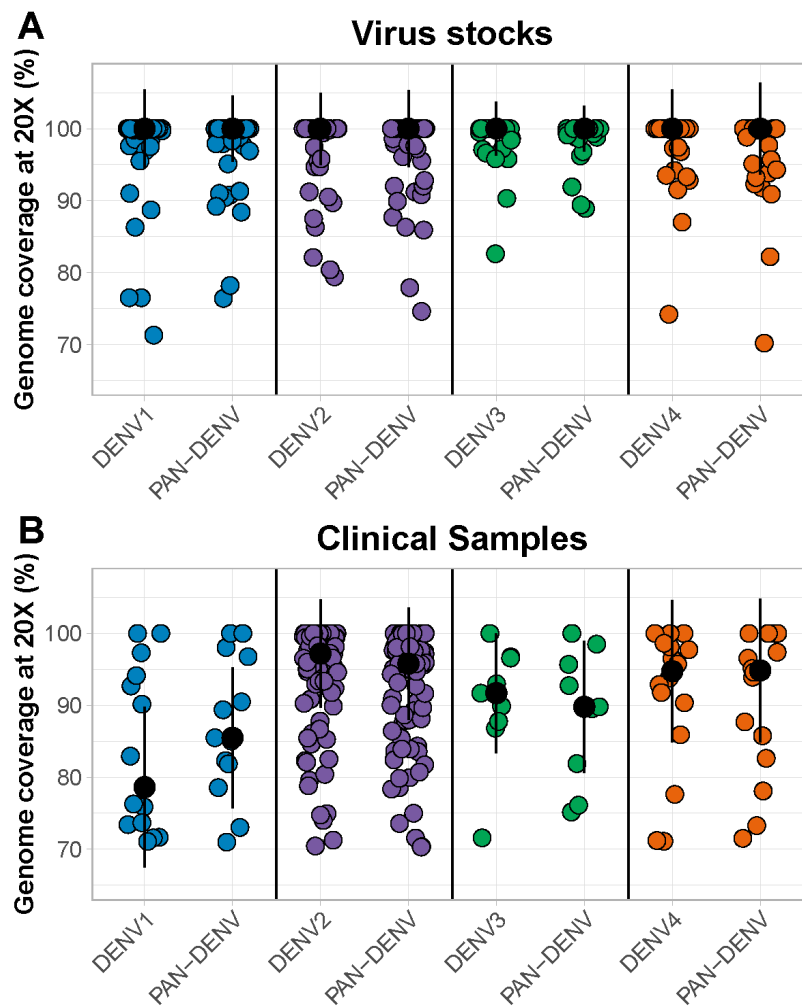 A
Virus stocks
Genome coverage at 20X (%)
100
90
80
70
DENV1
PAN−DENV
DENV2
PAN−DENV
DENV3
PAN−DENV
DENV4
PAN−DENV
B
Clinical Samples
Genome coverage at 20X (%)
100
90
80
70
DENV1
PAN−DENV
DENV2
PAN−DENV
DENV3
PAN−DENV
DENV4
PAN−DENV